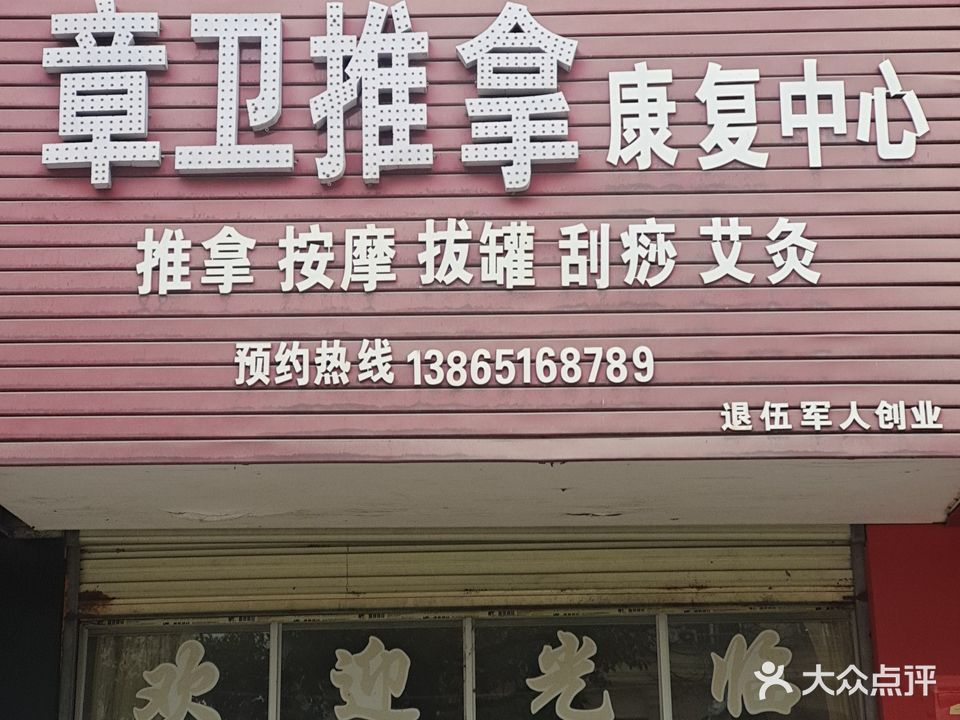 章卫推拿康复中心
推拿 按摩 拔罐 刮痧 艾灸
预约热线 13865168789
退伍军人创业
欢迎光临
大众点评